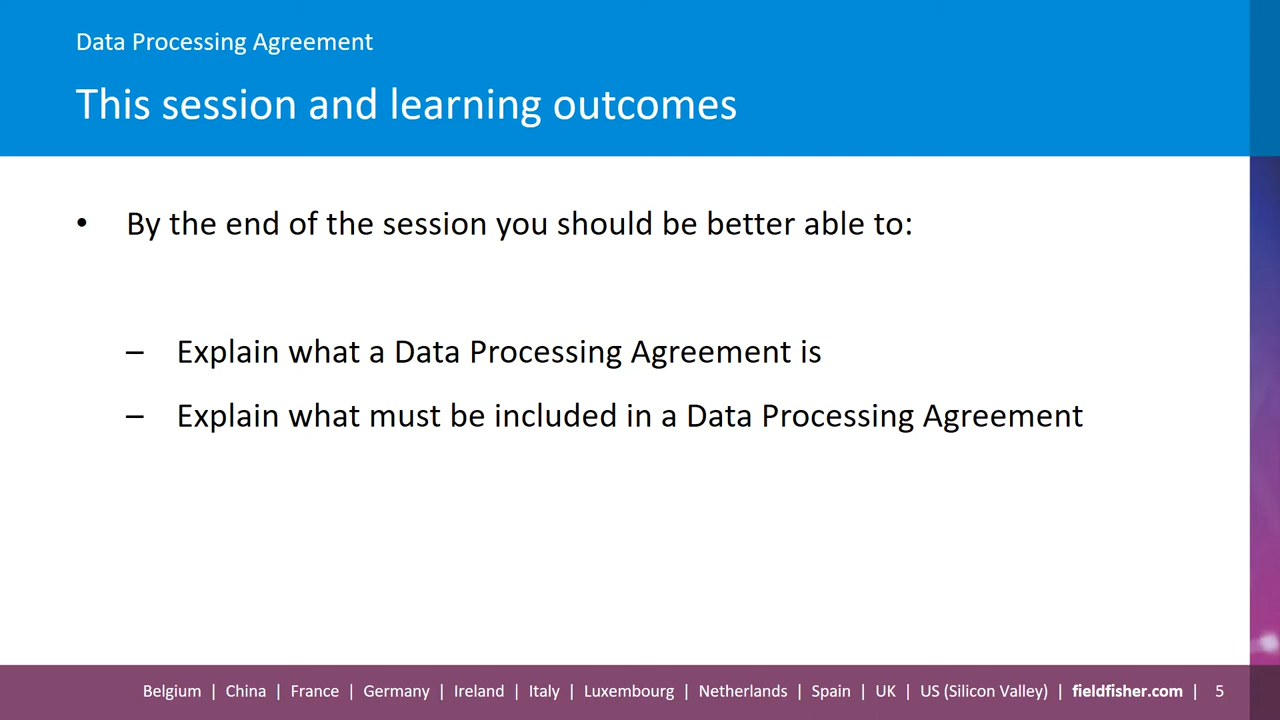 Data Processing Agreement
This session and learning outcomes
• By the end of the session you should be better able to:
– Explain what a Data Processing Agreement is
– Explain what must be included in a Data Processing Agreement
Belgium | China | France | Germany | Ireland | Italy | Luxembourg | Netherlands | Spain | UK | US (Silicon Valley) | fieldfisher.com | 5